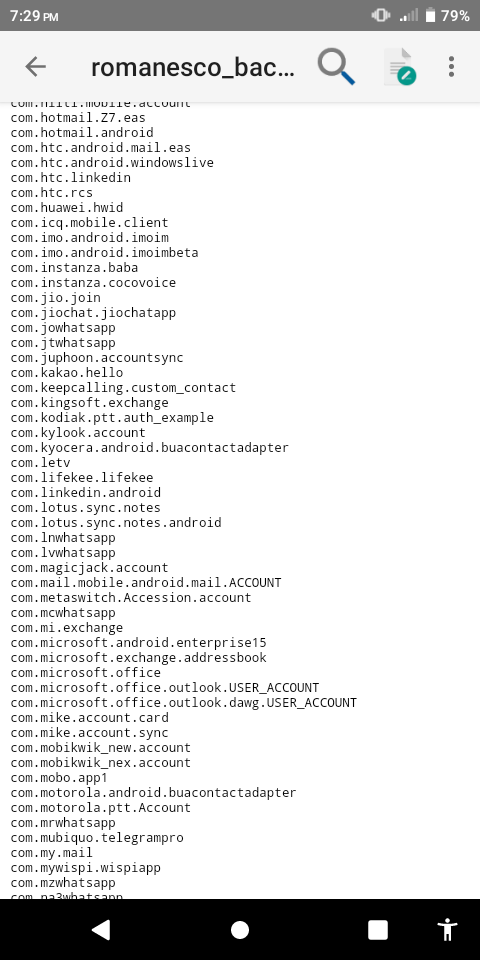 7:29 PM
79%
romanesco_bac...
com.hilti.mobile.account
com.hotmail.Z7.eas
com.hotmail.android
com.htc.android.mail.eas
com.htc.android.windowslive
com.htc.linkedin
com.htc.rcs
com.huawei.hwid
com.icq.mobile.client
com.imo.android.imoim
com.imo.android.imoimbeta
com.instanza.baba
com.instanza.cocovoice
com.jio.join
com.jiochat.jiochatapp
com.jowhatsapp
com.jtwhatsapp
com.juphoon.accountsync
com.kakao.hello
com.keepcalling.custom_contact
com.kingsoft.exchange
com.kodiak.ptt.auth_example
com.kylook.account
com.kyocera.android.buacontactadapter
com.letv
com.lifekee.lifekee
com.linkedin.android
com.lotus.sync.notes
com.lotus.sync.notes.android
com.lnwhatsapp
com.lvwhatsapp
com.magicjack.account
com.mail.mobile.android.mail.ACCOUNT
com.metaswitch.Accession.account
com.mcwhatsapp
com.mi.exchange
com.microsoft.android.enterprise15
com.microsoft.exchange.addressbook
com.microsoft.office
com.microsoft.office.outlook.USER_ACCOUNT
com.microsoft.office.outlook.dawg.USER_ACCOUNT
com.mike.account.card
com.mike.account.sync
com.mobikwik_new.account
com.mobikwik_nex.account
com.mobo.app1
com.motorola.android.buacontactadapter
com.motorola.ptt.Account
com.mrwhatsapp
com.mubiquo.telegrampro
com.my.mail
com.mywispi.wispiapp
com.mzwhatsapp
com.na3whatsapp